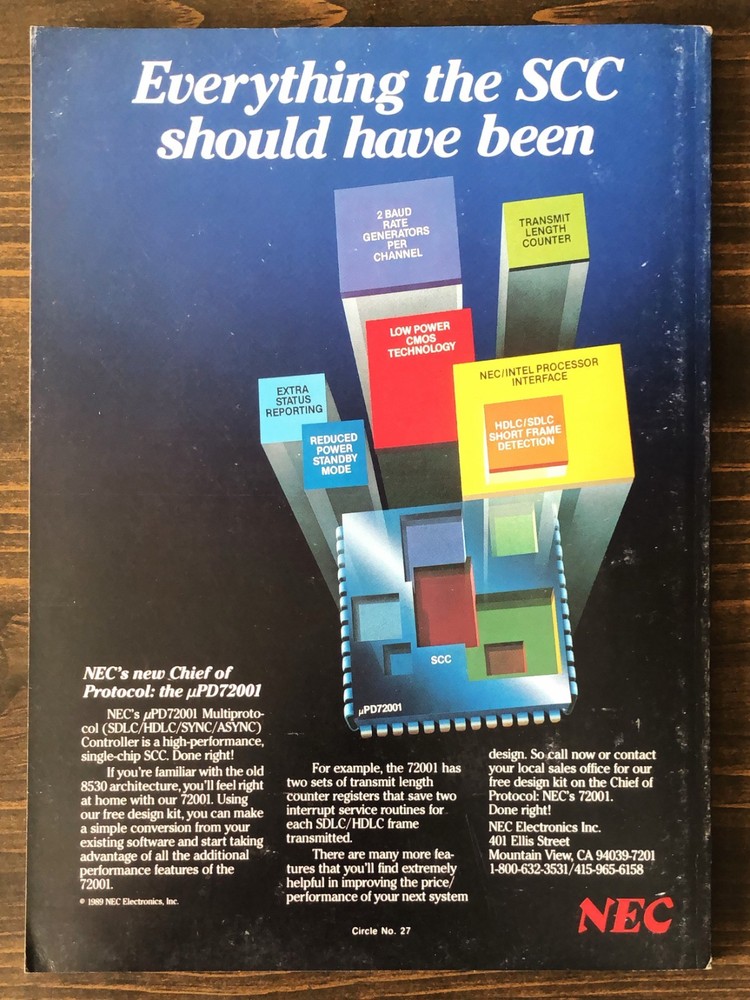 Everything the SCC
should have been
2 BAUD
RATE
GENERATORS
PER
CHANNEL
TRANSMIT
LENGTH
COUNTER
LOW POWER
CMOS
TECHNOLOGY
NEC/INTEL PROCESSOR
INTERFACE
EXTRA
STATUS
REPORTING
HDLC/SDLC
SHORT FRAME
DETECTION
REDUCED
POWER
STANDBY
MODE
SCC
μPD72001
NEC's new Chief of
Protocol: the μPD72001
NEC's μPD72001 Multiproto-
col (SDLC/HDLC/SYNC/ASYNC)
Controller is a high-performance,
single-chip SCC. Done right!
If you're familiar with the old
8530 architecture, you'll feel right
at home with our 72001. Using
our free design kit, you can make
a simple conversion from your
existing software and start taking
advantage of all the additional
performance features of the
72001.
© 1989 NEC Electronics, Inc.
For example, the 72001 has
two sets of transmit length
counter registers that save two
interrupt service routines for
each SDLC/HDLC frame
transmitted.
There are many more fea-
tures that you'll find extremely
helpful in improving the price/
performance of your next system
design. So call now or contact
your local sales office for our
free design kit on the Chief of
Protocol: NEC's 72001.
Done right!
NEC Electronics Inc.
401 Ellis Street
Mountain View, CA 94039-7201
1-800-632-3531/415-965-6158
NEC
Circle No. 27